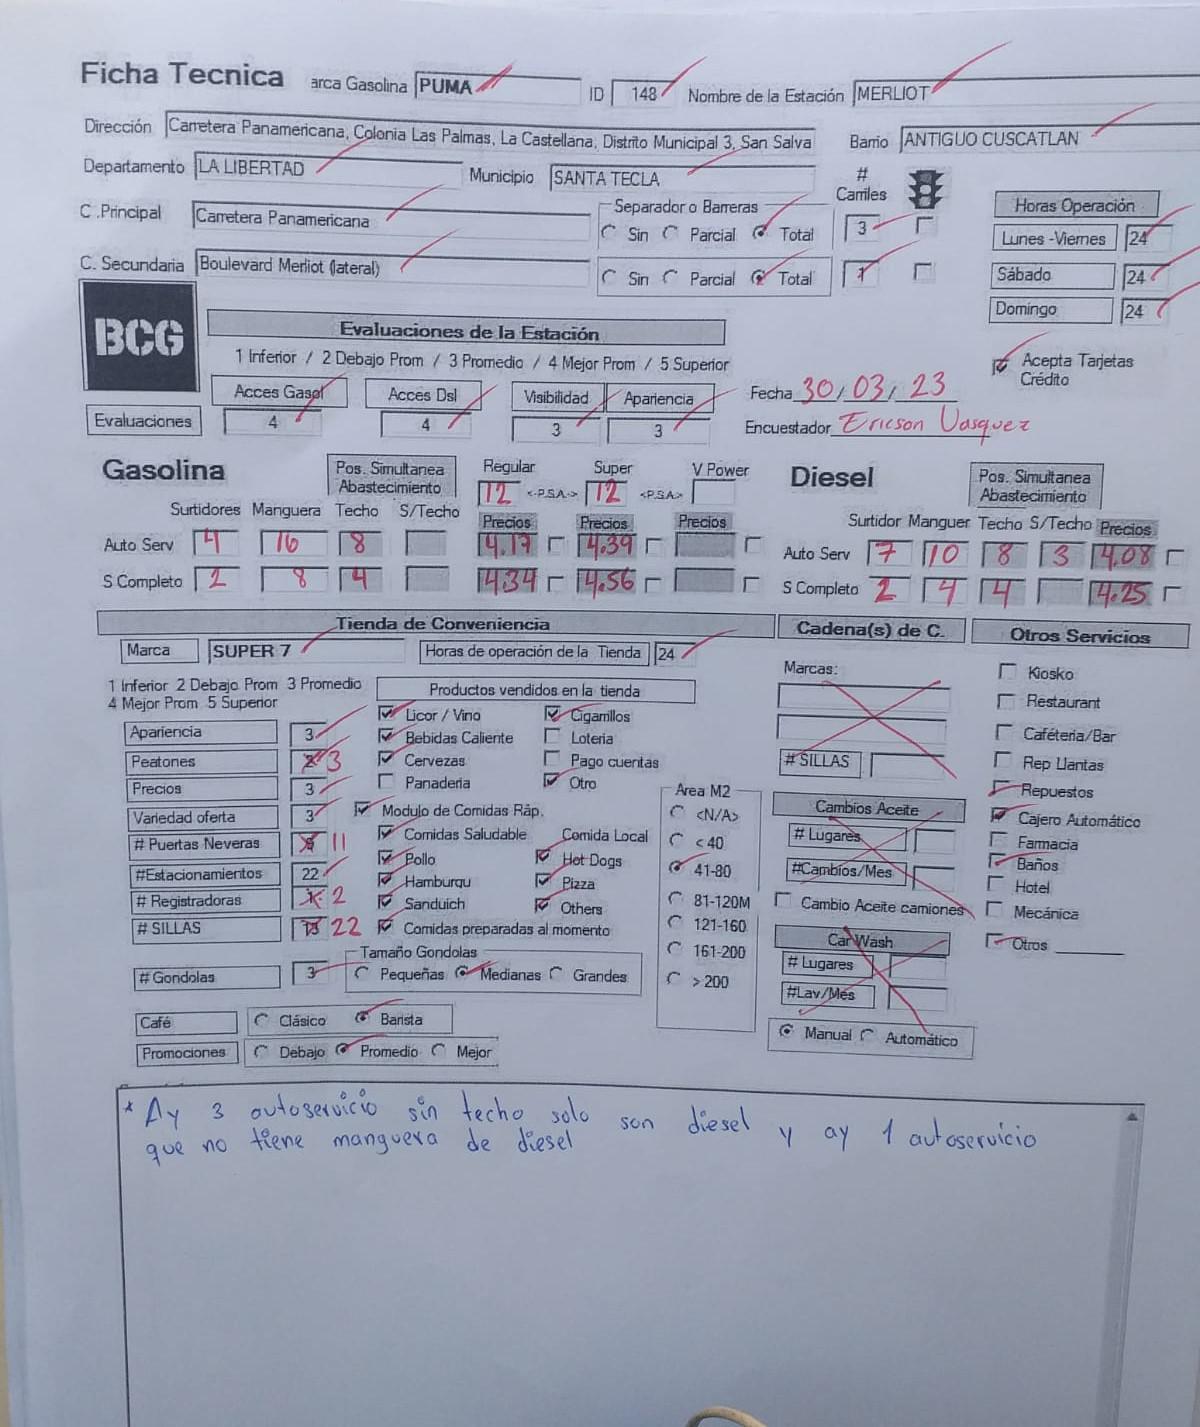 Ficha Tecnica arca Gasolina PUMA ID 148 Nombre de la Estación MERLIOT
Dirección Carretera Panamericana, Colonia Las Palmas, La Castellana, Distrito Municipal 3, San Salva Barrio ANTIGUO CUSCATLAN
Departamento LA LIBERTAD Municipio SANTA TECLA # Carriles
C .Principal Carretera Panamericana Separador o Barreras Sin Parcial Total 3 Horas Operación
Lunes -Viernes 24
C. Secundaria Boulevard Merliot (lateral) Sin Parcial Total 1 Sábado 24
Domingo 24
BCG Evaluaciones de la Estación
1 Inferior / 2 Debajo Prom / 3 Promedio / 4 Mejor Prom / 5 Superior Acepta Tarjetas Crédito
Acces Gasol Acces Dsl Visibilidad Apariencia Fecha 30/03/23
Evaluaciones 4 4 3 3 Encuestador Ericson Vasquez
Gasolina Pos. Simultanea Abastecimiento Regular Super V Power Diesel Pos. Simultanea Abastecimiento
12 <-P.S.A.-> 12 <-P.S.A->
Surtidores Manguera Techo S/Techo Precios Precios Precios Surtidor Manguer Techo S/Techo Precios
Auto Serv 4 16 8 4.17 4.39 Auto Serv 7 10 8 3 4.08
S Completo 2 8 4 4.34 4.56 S Completo 2 4 4 4.25
Tienda de Conveniencia Cadena(s) de C. Otros Servicios
Marca SUPER 7 Horas de operación de la Tienda 24 Marcas: Kiosko
1 Inferior 2 Debajo Prom 3 Promedio Productos vendidos en la tienda Restaurant
4 Mejor Prom 5 Superior Licor / Vino Cigarrillos
Apariencia 3 Bebidas Caliente Loteria Caféteria/Bar
Peatones 3 Cervezas Pago cuentas # SILLAS Rep Llantas
Precios 3 Panaderia Otro Area M2 Repuestos
Variedad oferta 3 Modulo de Comidas Ráp. <N/A> Cambios Aceite Cajero Automático
# Puertas Neveras 11 Comidas Saludable Comida Local < 40 # Lugares Farmacia
#Estacionamientos 22 Pollo Hot Dogs 41-80 #Cambios/Mes Baños
# Registradoras 2 Hamburqu Pizza 81-120M Cambio Aceite camiones Hotel
# SILLAS 22 Sanduich Others 121-160 Car Wash Mecánica
Comidas preparadas al momento 161-200 # Lugares Otros
Tamaño Gondolas
# Gondolas 3 Pequeñas Medianas Grandes > 200 #Lav/Mes
Café Clásico Barista Manual Automático
Promociones Debajo Promedio Mejor
* Ay 3 autoservicio sin techo solo son diesel y ay 1 autoservicio
que no tiene manguera de diesel